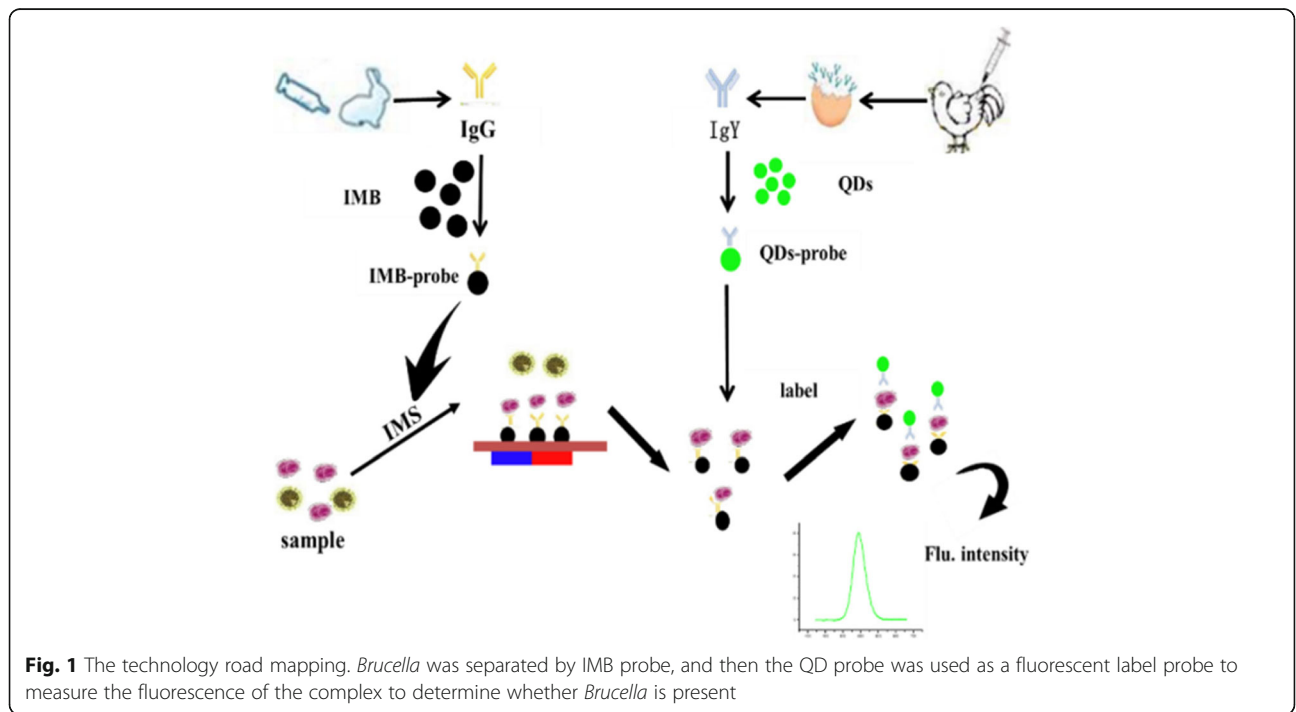 IgG
IgY
IMB
QDs
IMB-probe
QDs-probe
IMS
label
sample
Flu. intensity
Fig. 1 The technology road mapping. Brucella was separated by IMB probe, and then the QD probe was used as a fluorescent label probe to
measure the fluorescence of the complex to determine whether Brucella is present